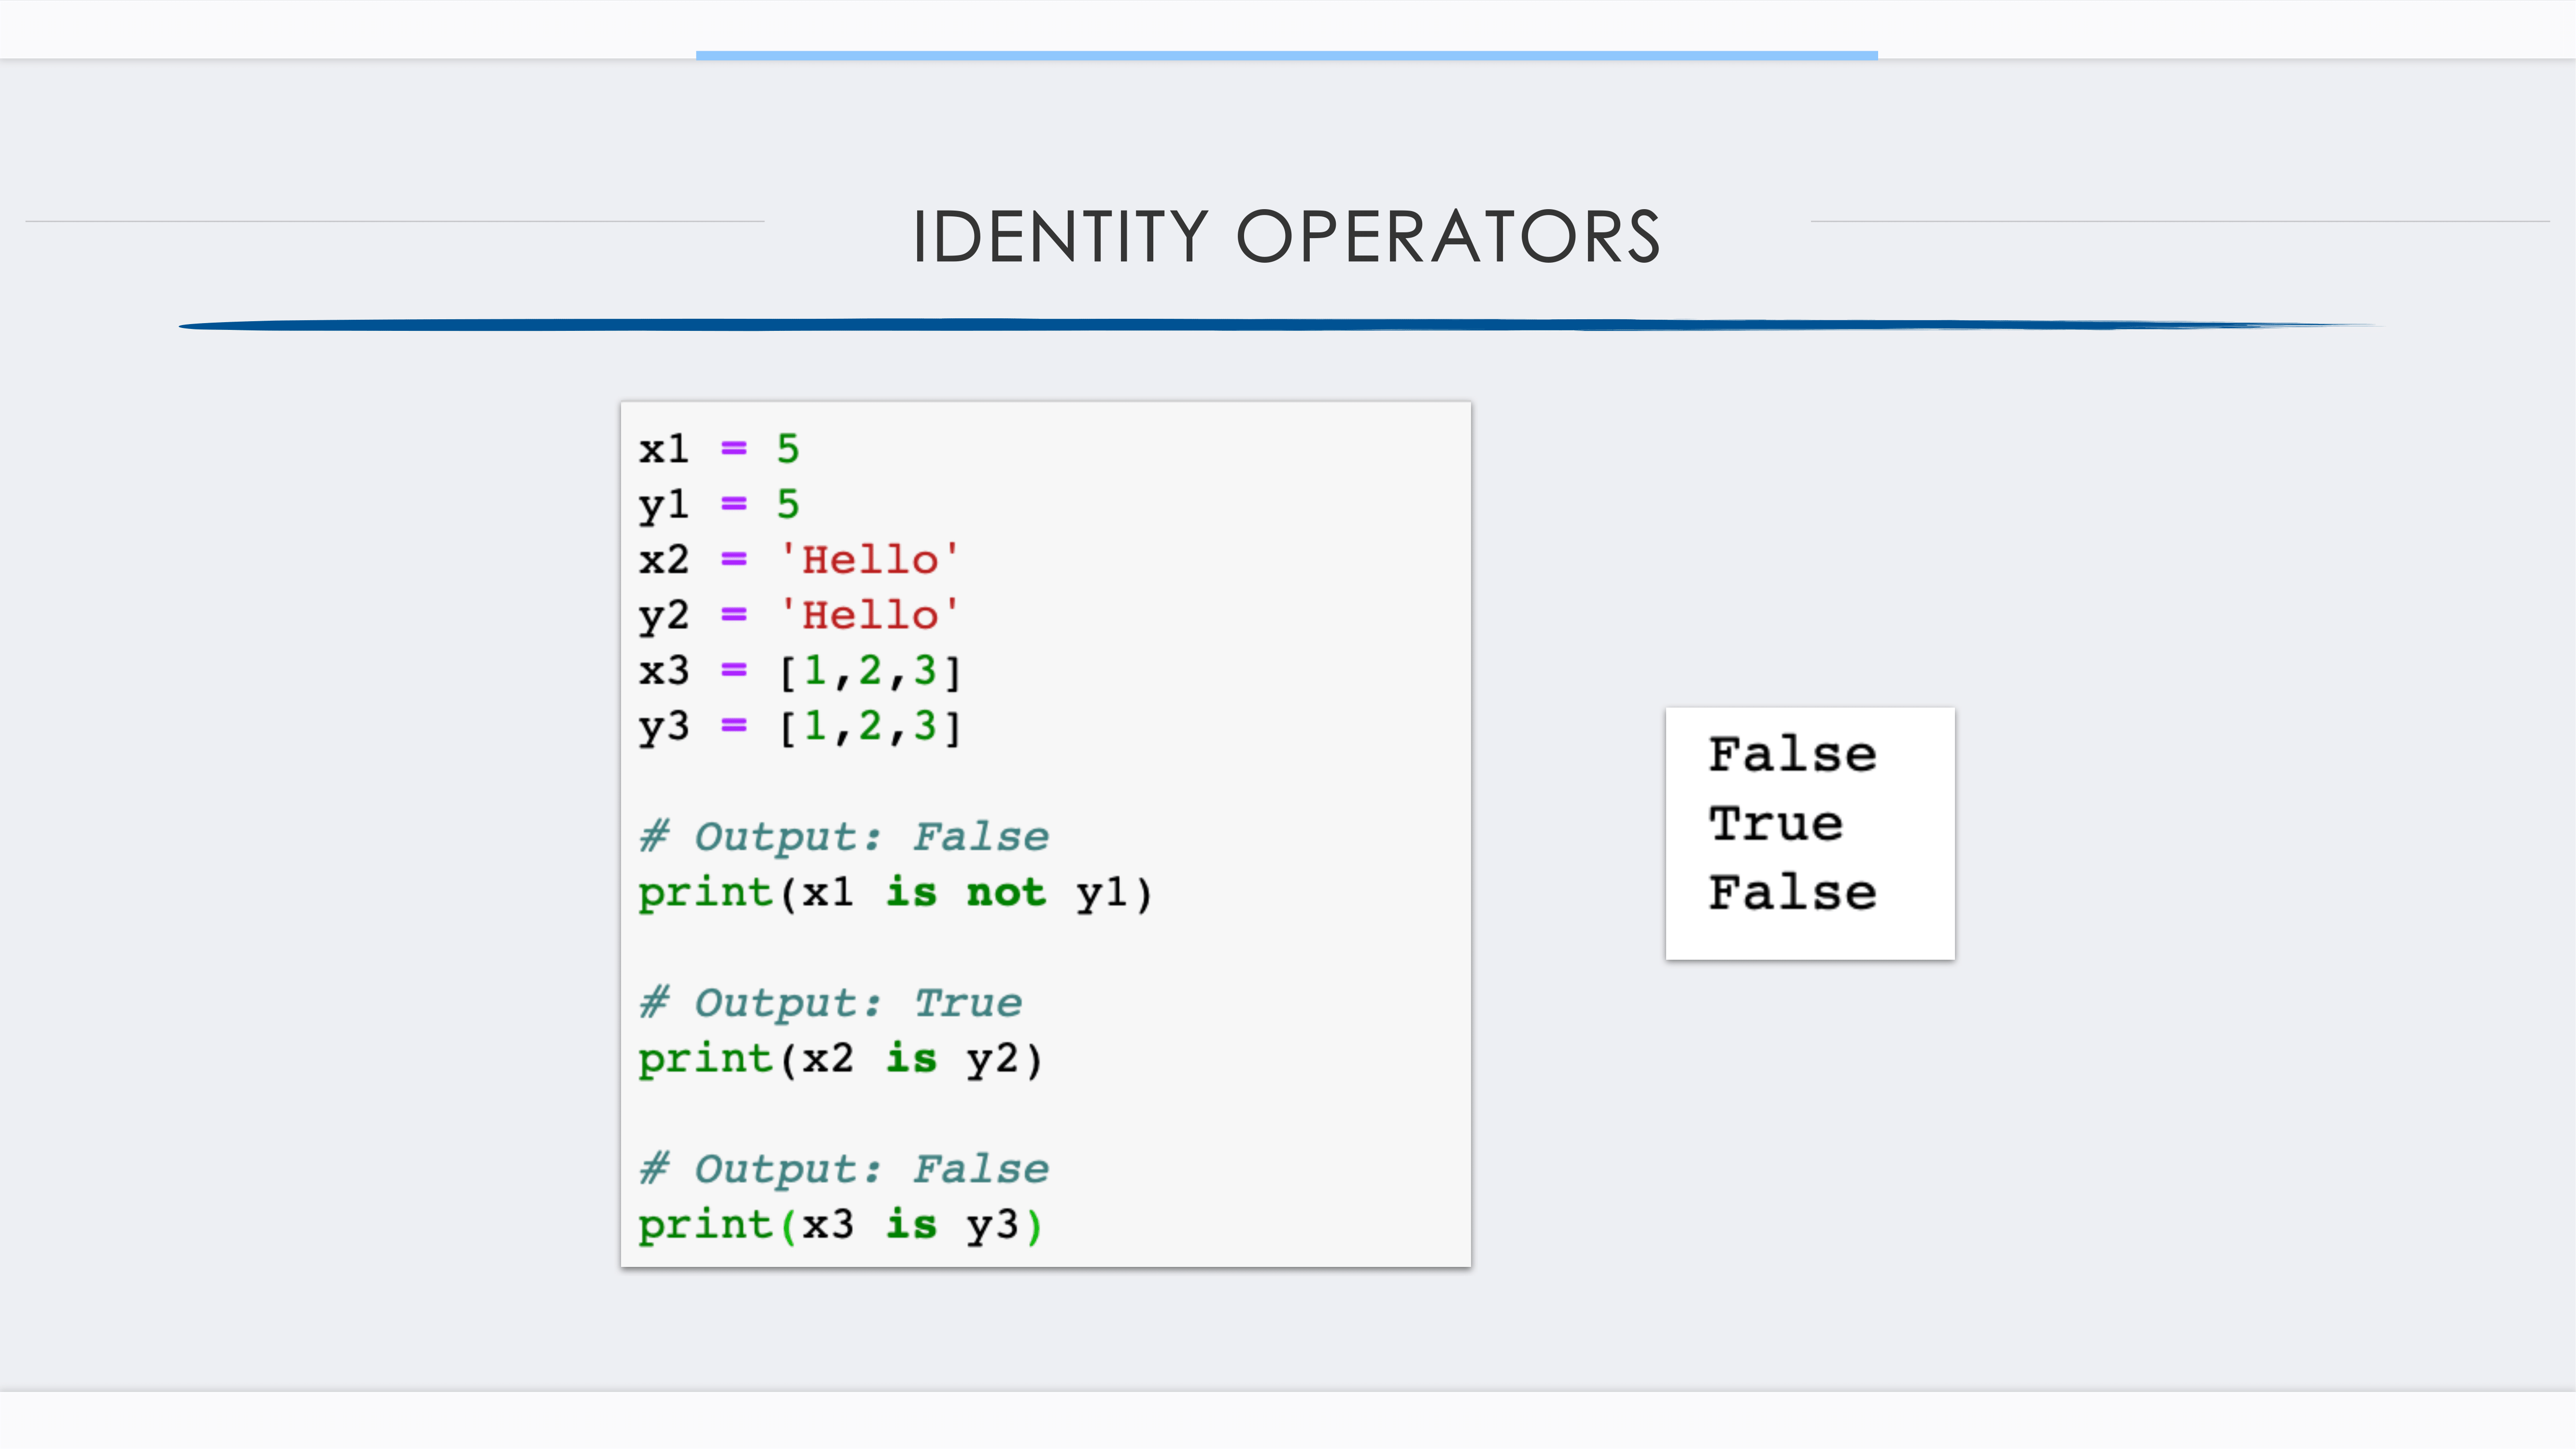 IDENTITY OPERATORS
x1 = 5
y1 = 5
x2 = 'Hello'
y2 = 'Hello'
x3 = [1,2,3]
y3 = [1,2,3]
# Output: False
print(x1 is not y1)
# Output: True
print(x2 is y2)
# Output: False
print(x3 is y3)
False
True
False